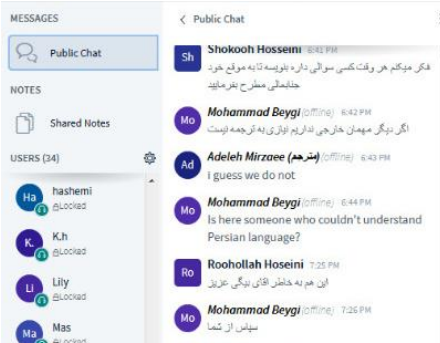 MESSAGES
Public Chat
NOTES
Shared Notes
USERS (34)
Ha
hashemi
Locked
K.
K.h
Locked
Li
Lily
Locked
Ma
Mas
Locked
Public Chat
Sh
Shokooh Hosseini 6:41 PM
فکر میکنم هر وقت کسی سوالی داره بنویسه تا به موقع خود
جنابعالی مطرح بفرمایید
Mo
Mohammad Beygi (offline) 6:42 PM
اگر دیگر مهمان خارجی نداریم نیازی به ترجمه نیست
Ad
Adeleh Mirzaee (مترجم) (offline) 6:43 PM
i guess we do not
Mo
Mohammad Beygi (offline) 6:44 PM
Is here someone who couldn't understand
Persian language?
Ro
Roohollah Hoseini 7:25 PM
این هم به خاطر اقای بیگی عزیز
Mo
Mohammad Beygi (offline) 7:26 PM
سپاس از شما